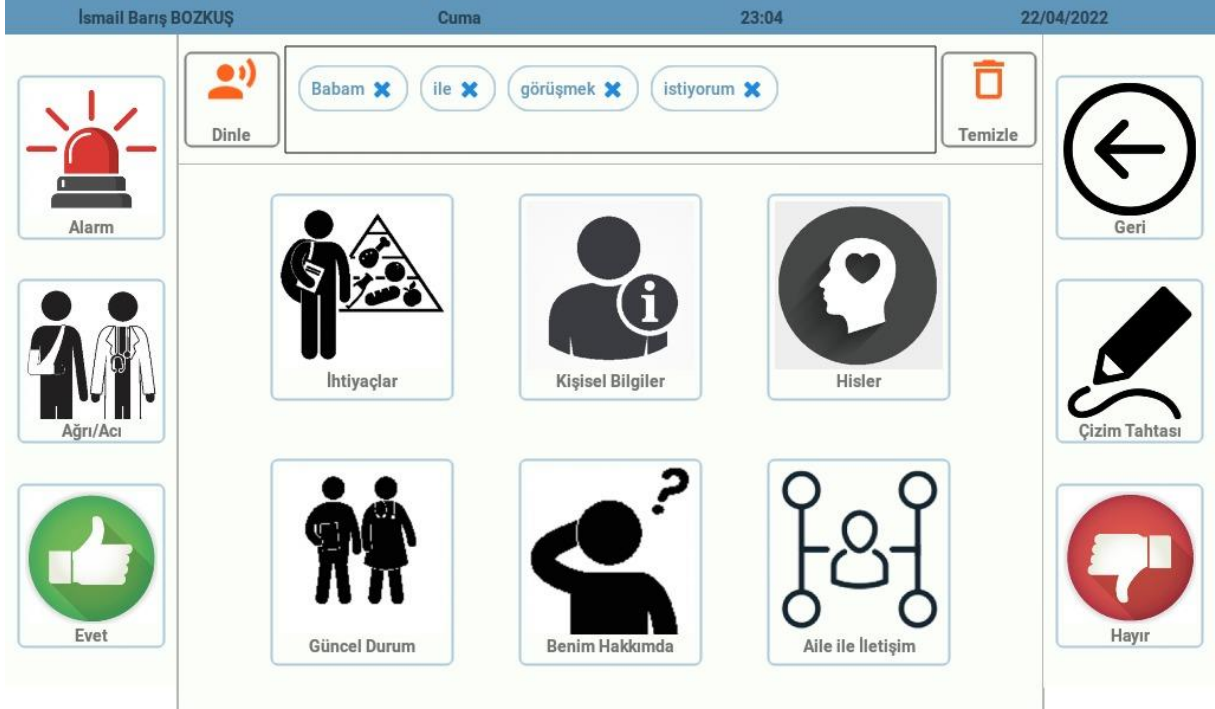 İsmail Barış BOZKUŞ Cuma 23:04 22/04/2022
Babam ile görüşmek istiyorum
Dinle Temizle
Alarm Geri
İhtiyaçlar Kişisel Bilgiler Hisler
Ağrı/Acı Çizim Tahtası
Evet Hayır
Güncel Durum Benim Hakkımda Aile ile İletişim